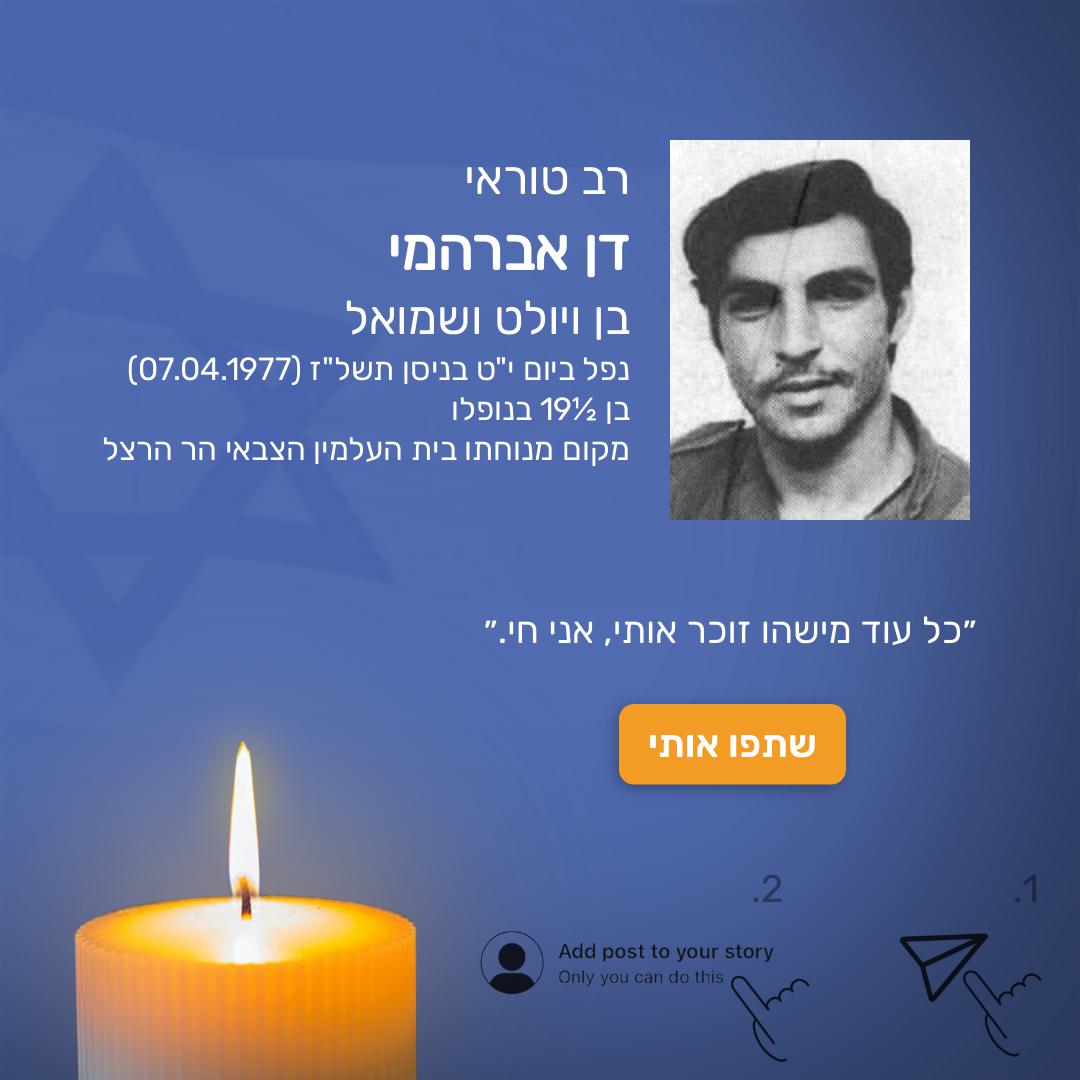 רב טוראי
דן אברהמי
בן ויולט ושמואל
נפל ביום י"ט בניסן תשל"ז (07.04.1977)
בן 19½ בנופלו
מקום מנוחתו בית העלמין הצבאי הר הרצל
״כל עוד מישהו זוכר אותי, אני חי.״
שתפו אותי
.1
.2
Add post to your story
Only you can do this